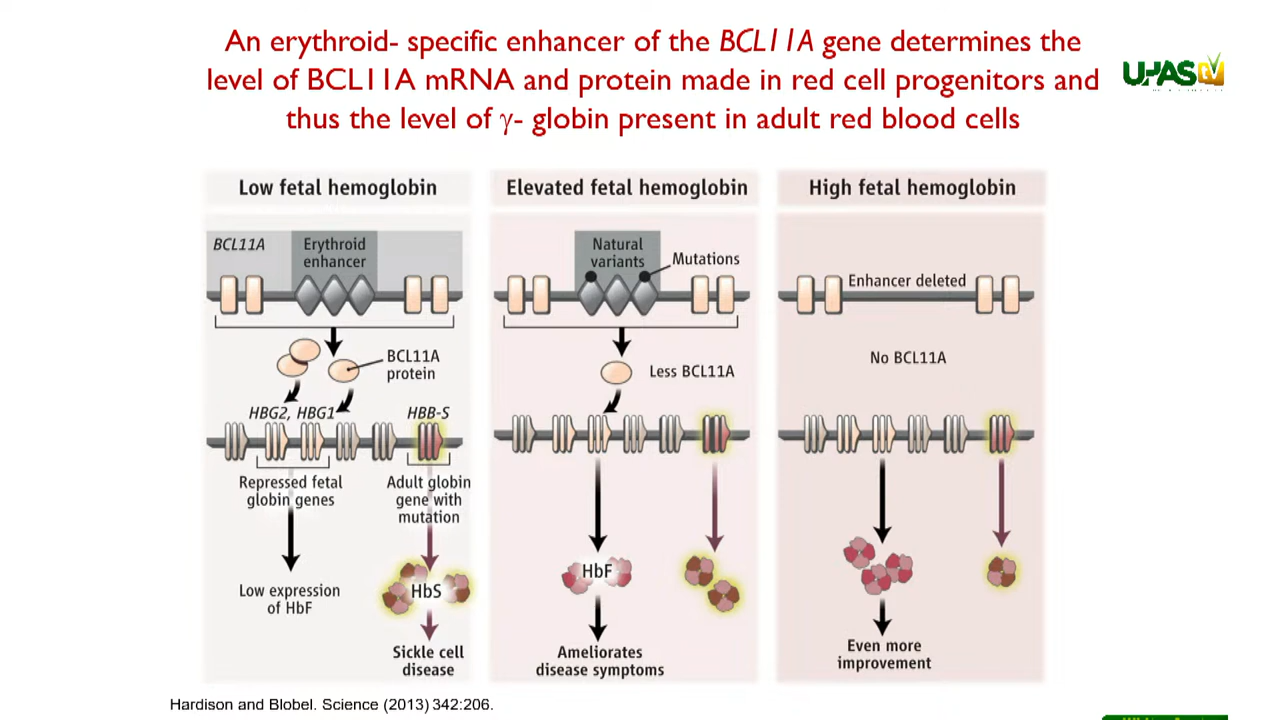 An erythroid- specific enhancer of the BCL11A gene determines the
level of BCL11A mRNA and protein made in red cell progenitors and
thus the level of γ- globin present in adult red blood cells
Low fetal hemoglobin
BCL11A
Erythroid
enhancer
BCL11A
protein
HBG2, HBG1
HBB-S
Repressed fetal
globin genes
Adult globin
gene with
mutation
Low expression
of HbF
HbS
Sickle cell
disease
Elevated fetal hemoglobin
Natural
variants
Mutations
Less BCL11A
HbF
Ameliorates
disease symptoms
High fetal hemoglobin
Enhancer deleted
No BCL11A
Even more
improvement
Hardison and Blobel. Science (2013) 342:206.